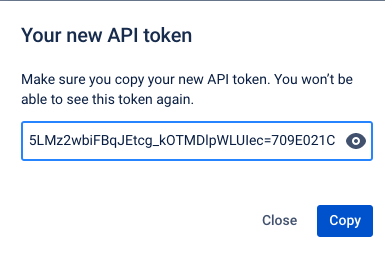 Your new API token
Make sure you copy your new API token. You won't be
able to see this token again.
5LMz2wbiFBqJEtcg_kOTMDlpWLUIec=709E021C
Close Copy